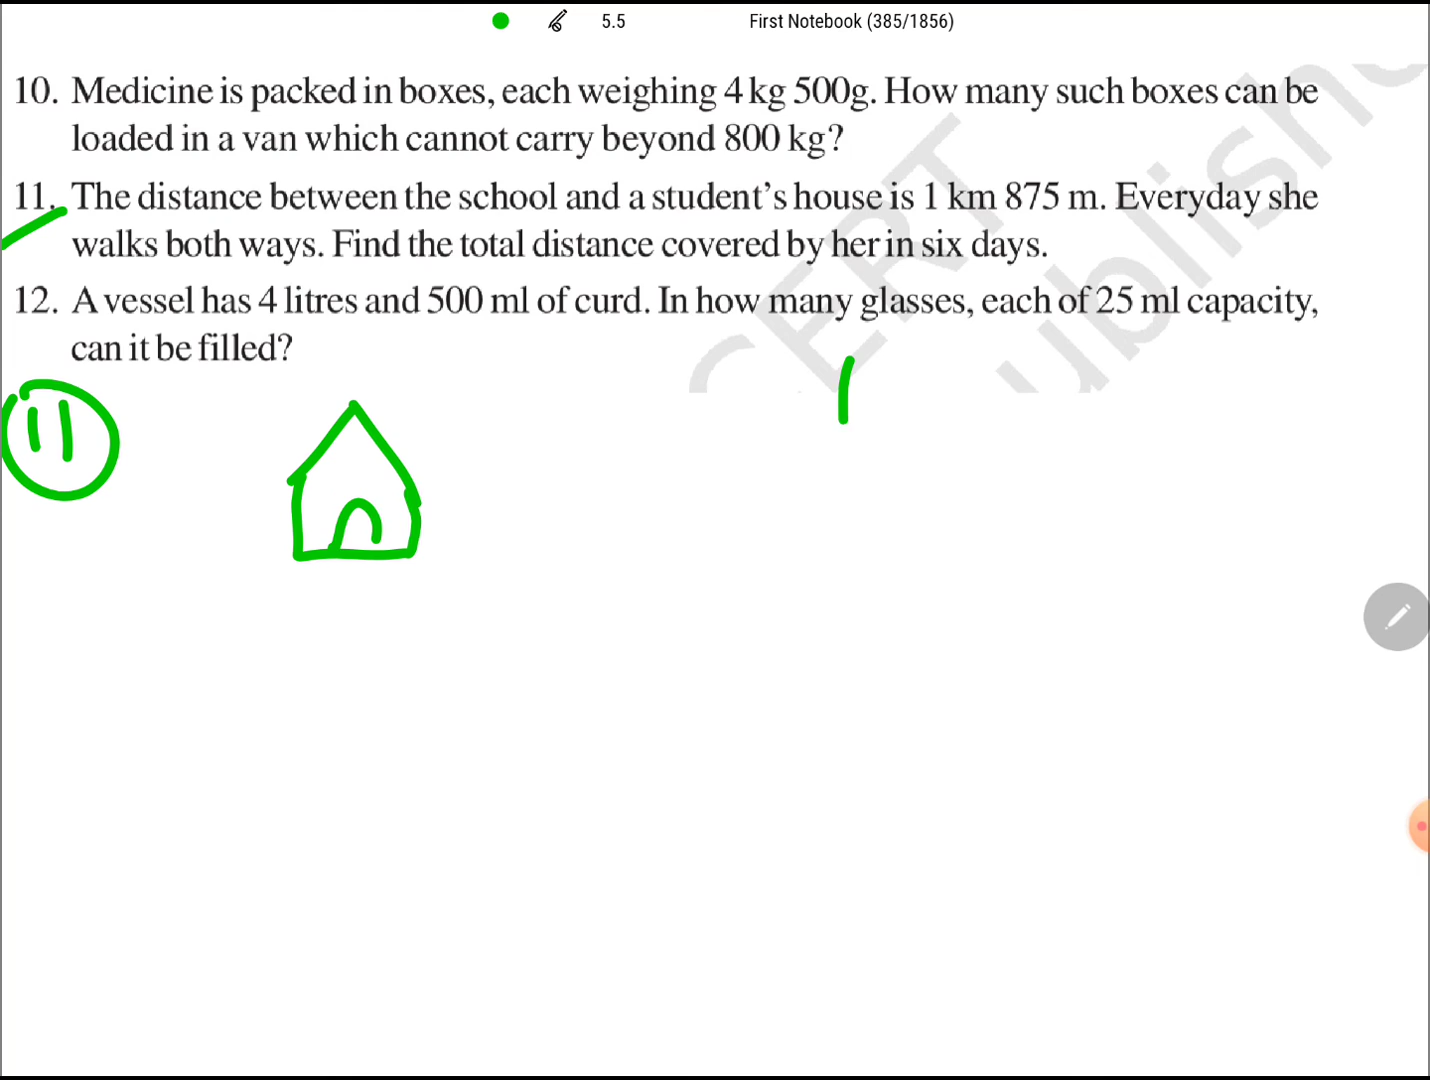 5.5 First Notebook (385/1856)
10. Medicine is packed in boxes, each weighing 4 kg 500g. How many such boxes can be
loaded in a van which cannot carry beyond 800 kg?
11. The distance between the school and a student’s house is 1 km 875 m. Everyday she
walks both ways. Find the total distance covered by her in six days.
12. A vessel has 4 litres and 500 ml of curd. In how many glasses, each of 25 ml capacity,
can it be filled?
11